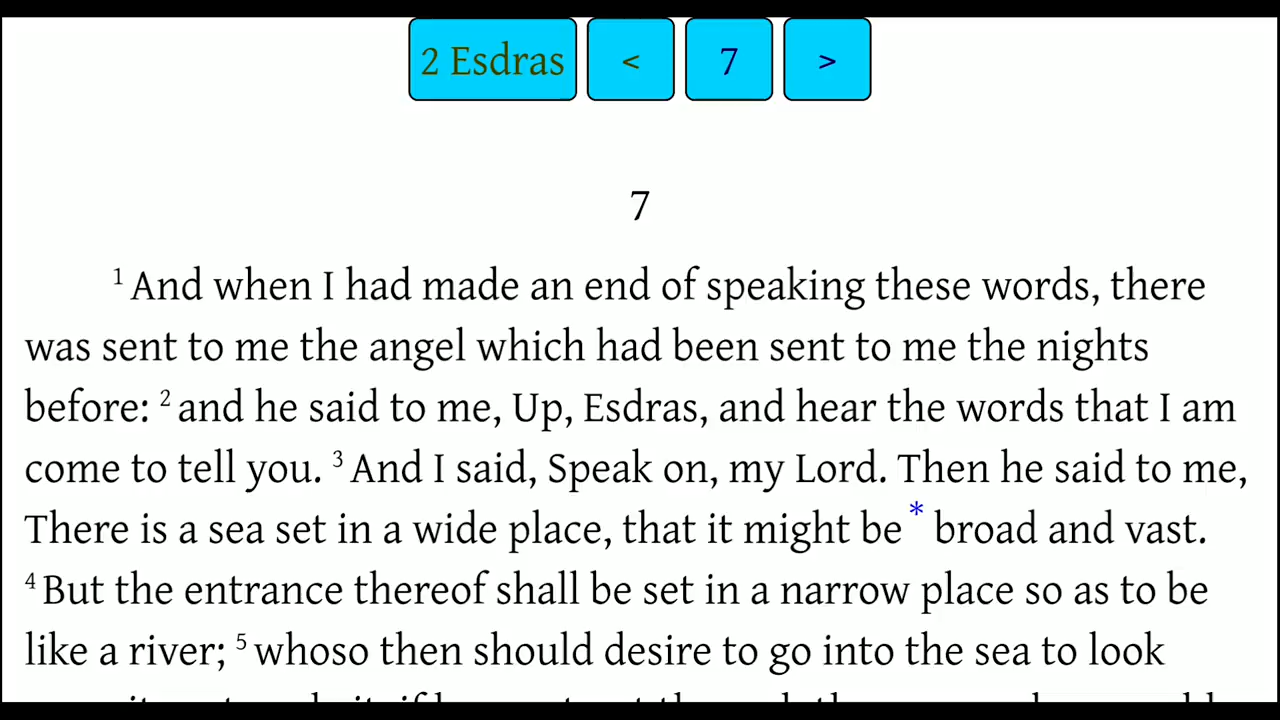 2 Esdras < 7 >
7
1 And when I had made an end of speaking these words, there
was sent to me the angel which had been sent to me the nights
before: 2 and he said to me, Up, Esdras, and hear the words that I am
come to tell you. 3 And I said, Speak on, my Lord. Then he said to me,
There is a sea set in a wide place, that it might be * broad and vast.
4 But the entrance thereof shall be set in a narrow place so as to be
like a river; 5 whoso then should desire to go into the sea to look